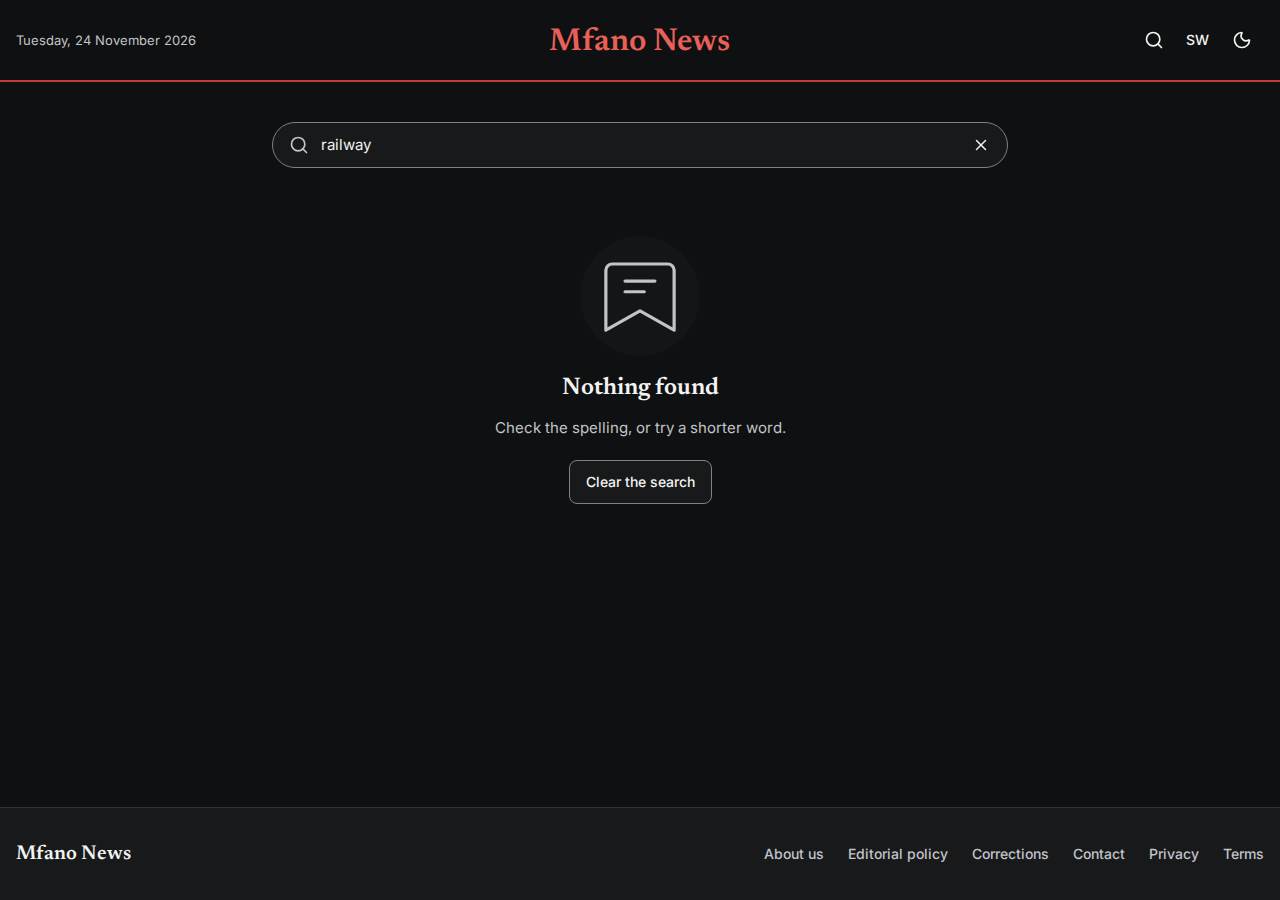 Tuesday, 24 November 2026
Mfano News
SW
railway
Nothing found
Check the spelling, or try a shorter word.
Clear the search
Mfano News
About us
Editorial policy
Corrections
Contact
Privacy
Terms